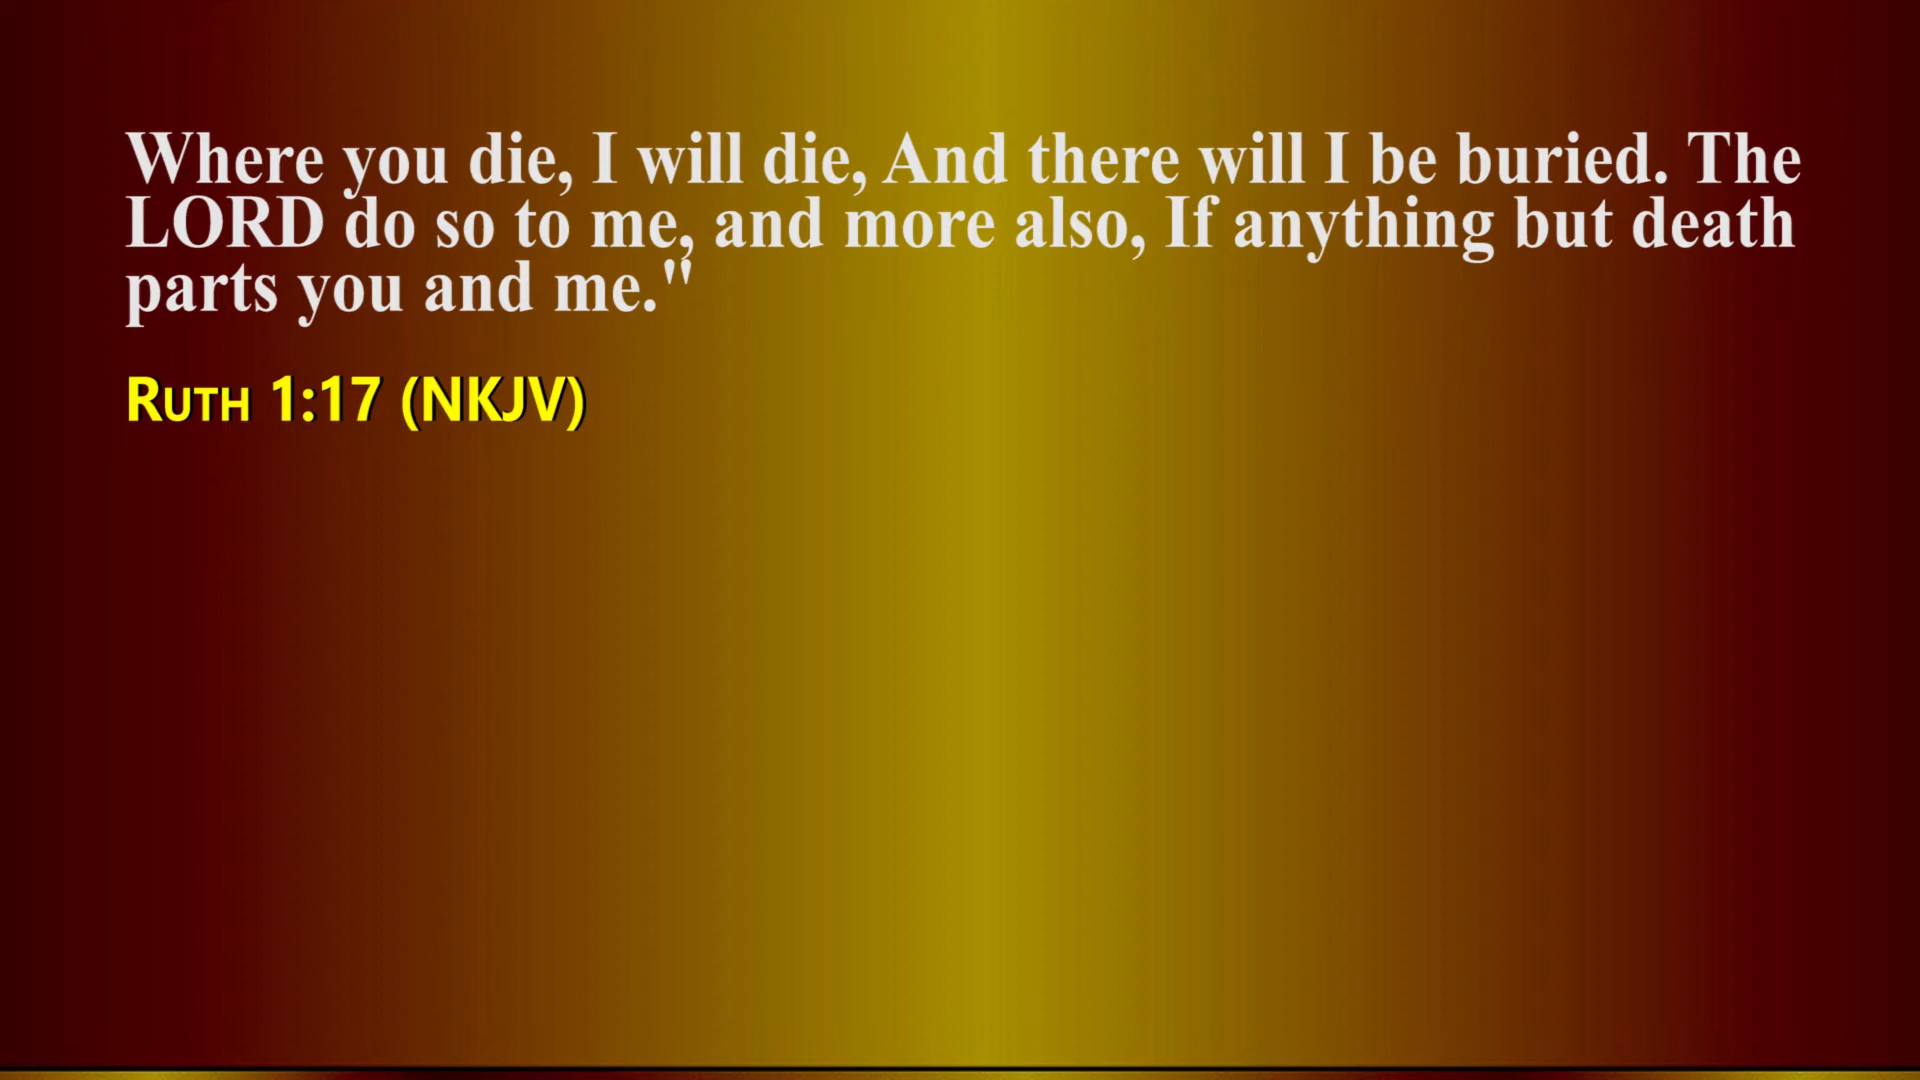 Where you die, I will die, And there will I be buried. The
LORD do so to me, and more also, If anything but death
parts you and me."
RUTH 1:17 (NKJV)